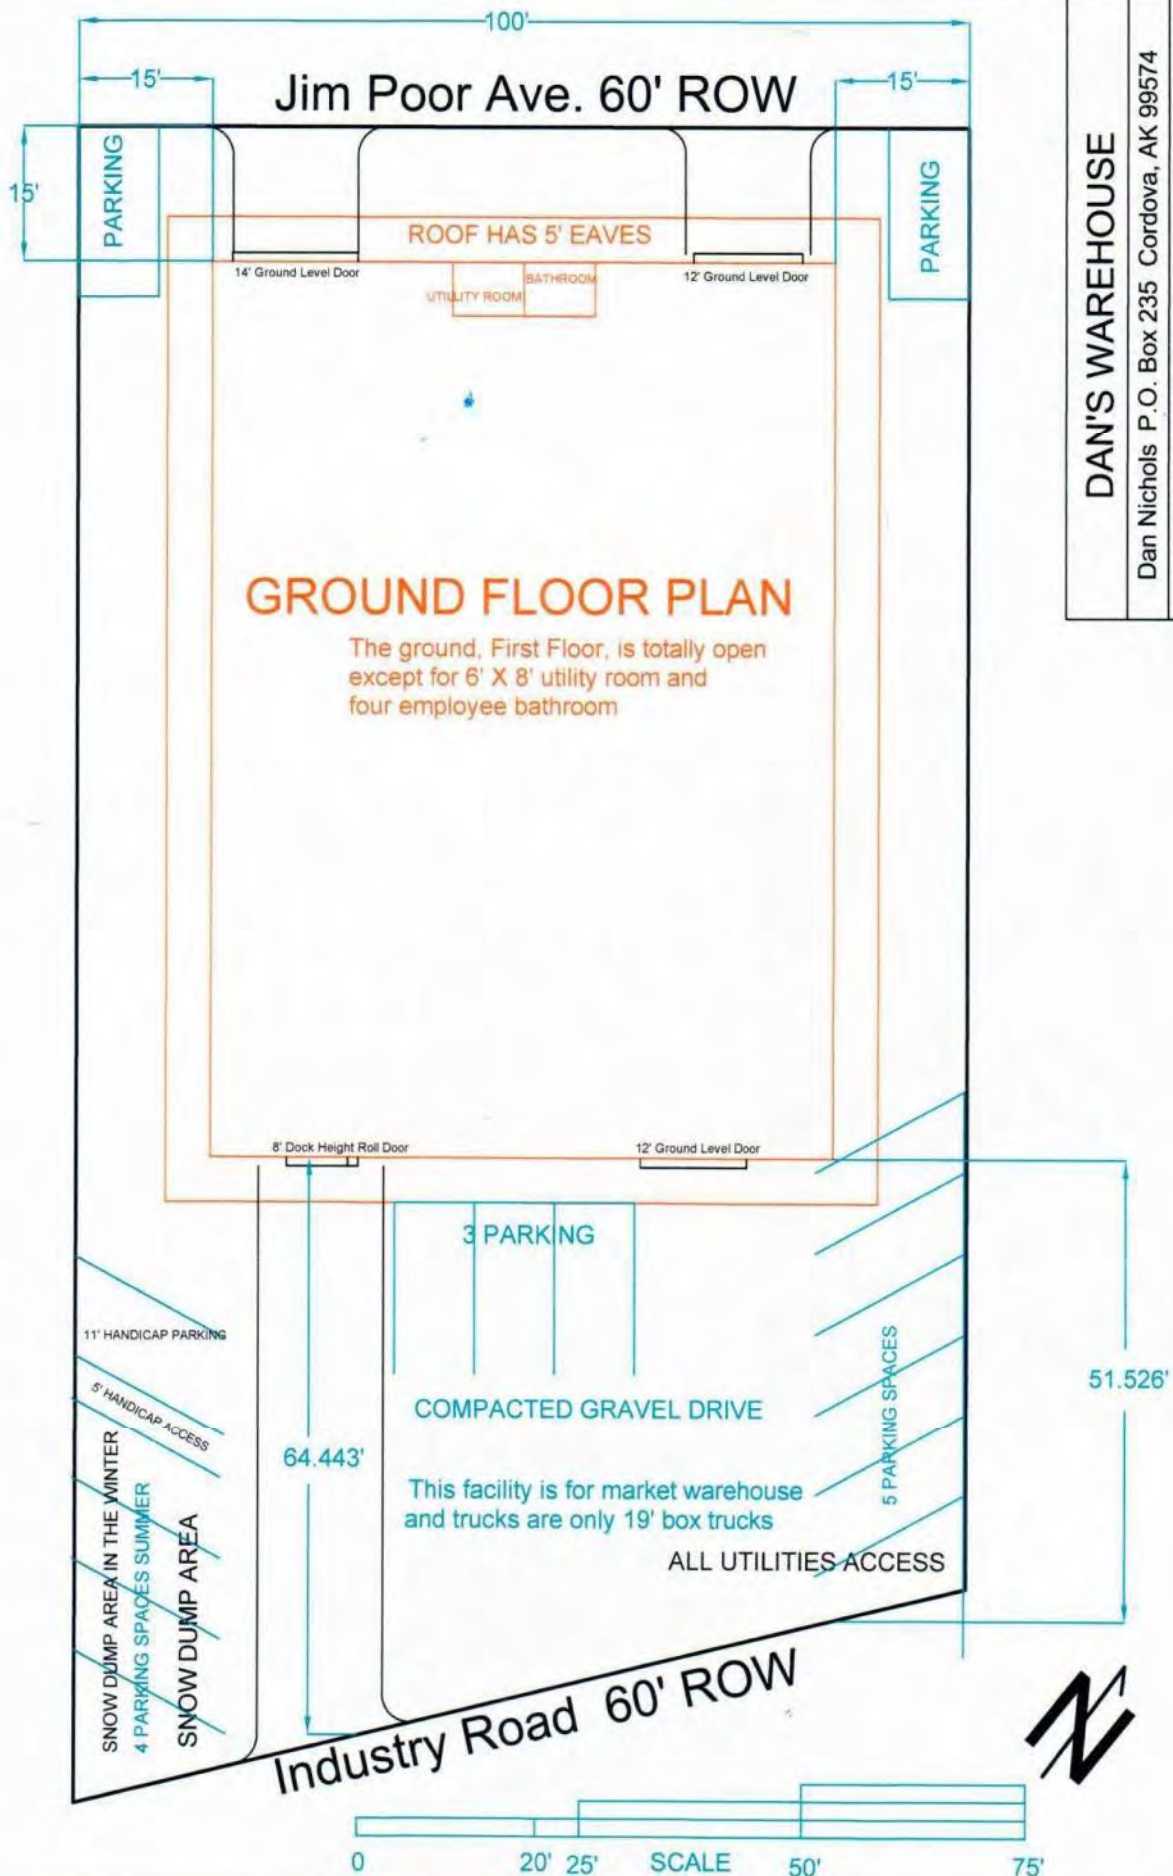 100'
15'
Jim Poor Ave. 60' ROW
15'
15'
PARKING
PARKING
ROOF HAS 5' EAVES
14' Ground Level Door
BATHROOM
UTILITY ROOM
12' Ground Level Door
DAN'S WAREHOUSE
Dan Nichols P.O. Box 235 Cordova, AK 99574
GROUND FLOOR PLAN
The ground, First Floor, is totally open
except for 6' X 8' utility room and
four employee bathroom
8' Dock Height Roll Door
12' Ground Level Door
3 PARKING
11' HANDICAP PARKING
5' HANDICAP ACCESS
SNOW DUMP AREA IN THE WINTER
4 PARKING SPACES SUMMER
SNOW DUMP AREA
64.443'
COMPACTED GRAVEL DRIVE
This facility is for market warehouse
and trucks are only 19' box trucks
5 PARKING SPACES
51.526'
ALL UTILITIES ACCESS
Industry Road 60' ROW
N
0 20' 25' SCALE 50' 75'